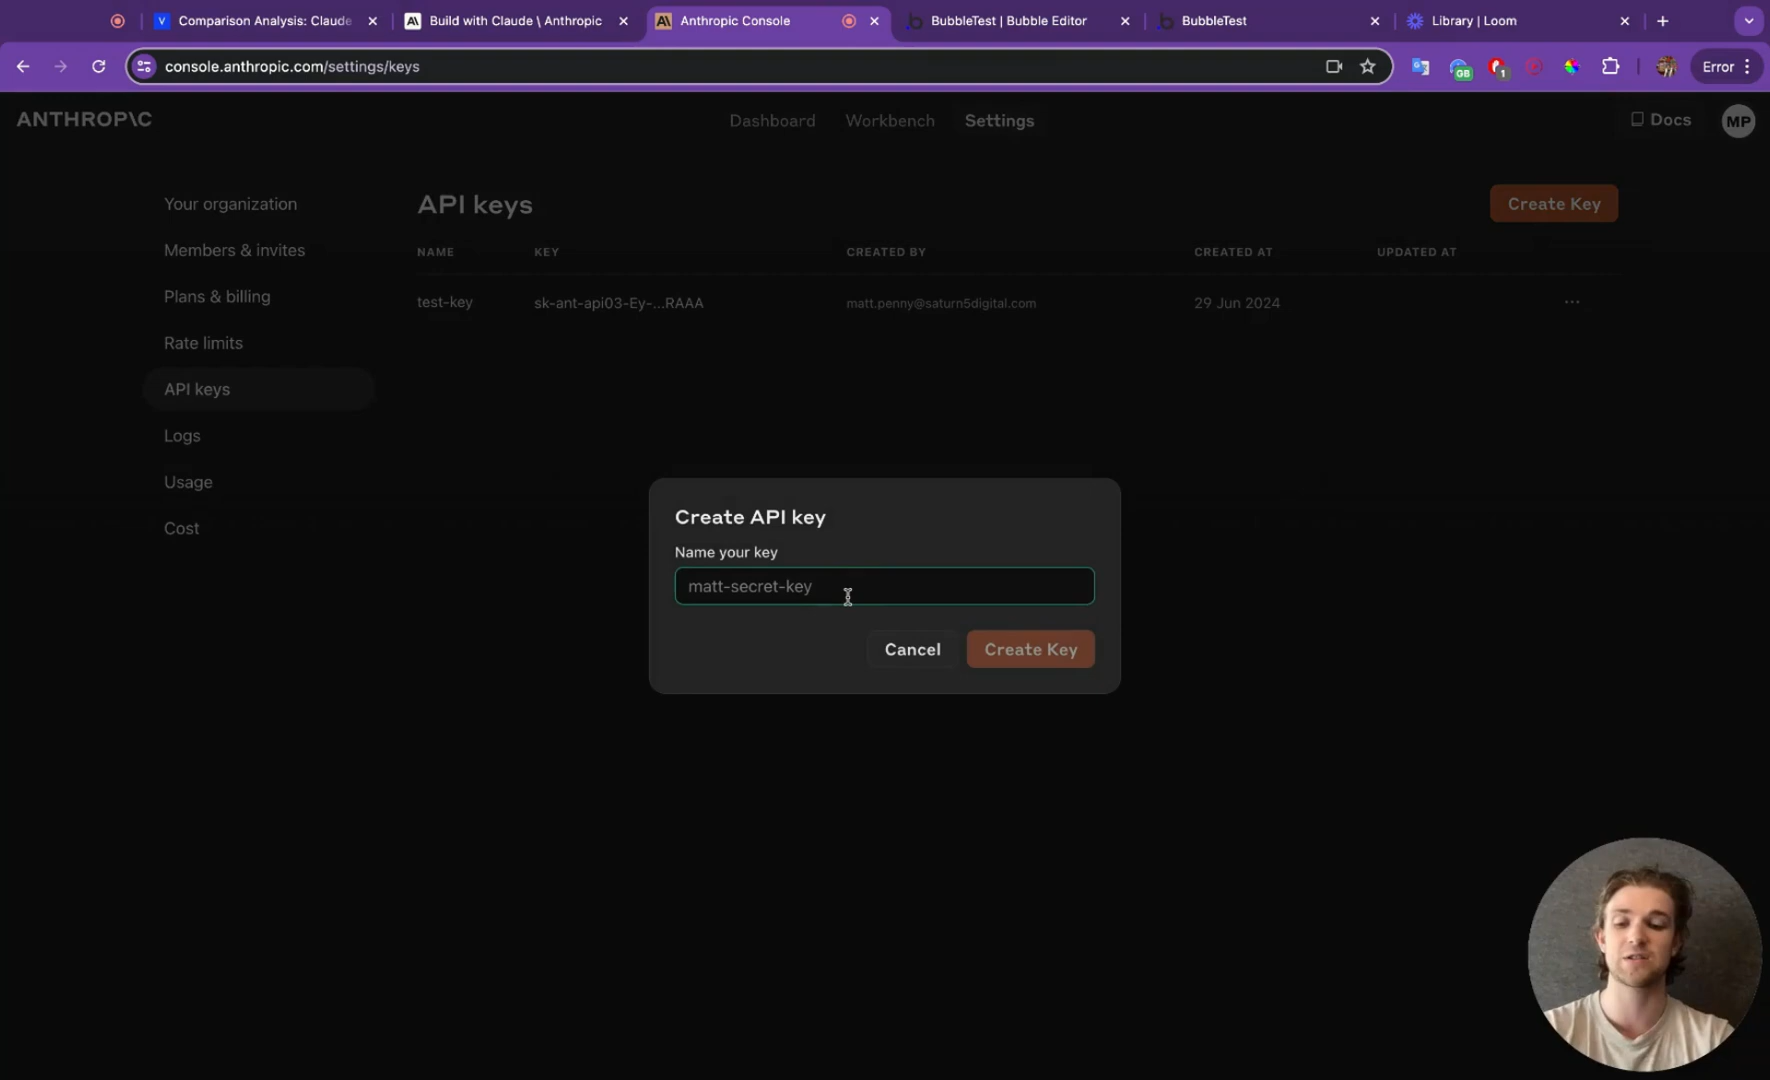 Comparison Analysis: Claude
Build with Claude \ Anthropic
Anthropic Console
BubbleTest | Bubble Editor
BubbleTest
Library | Loom
console.anthropic.com/settings/keys
GB
1
Error
ANTHROP\C
Dashboard
Workbench
Settings
Docs
MP
Your organization
Members & invites
Plans & billing
Rate limits
API keys
Logs
Usage
Cost
API keys
Create Key
NAME
KEY
CREATED BY
CREATED AT
UPDATED AT
test-key
sk-ant-api03-Ey-...RAAA
matt.penny@saturn5digital.com
29 Jun 2024
Create API key
Name your key
matt-secret-key
Cancel
Create Key